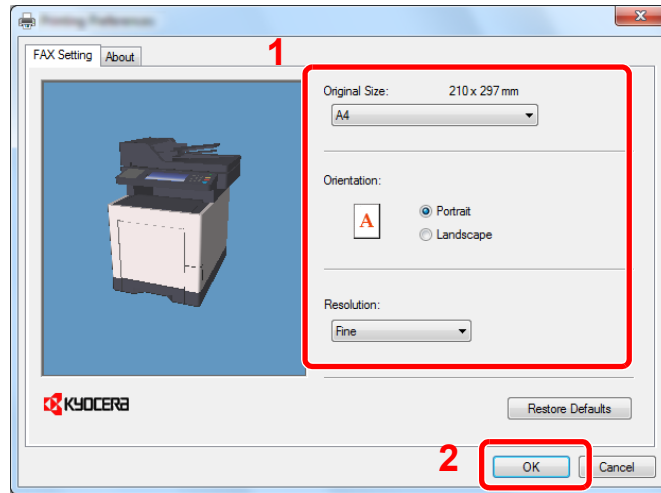 Printing Preferences
1
FAX Setting
About
Original Size: 210 x 297 mm
A4
Orientation:
A
Portrait
Landscape
Resolution:
Fine
KYOCERA
Restore Defaults
2
OK
Cancel